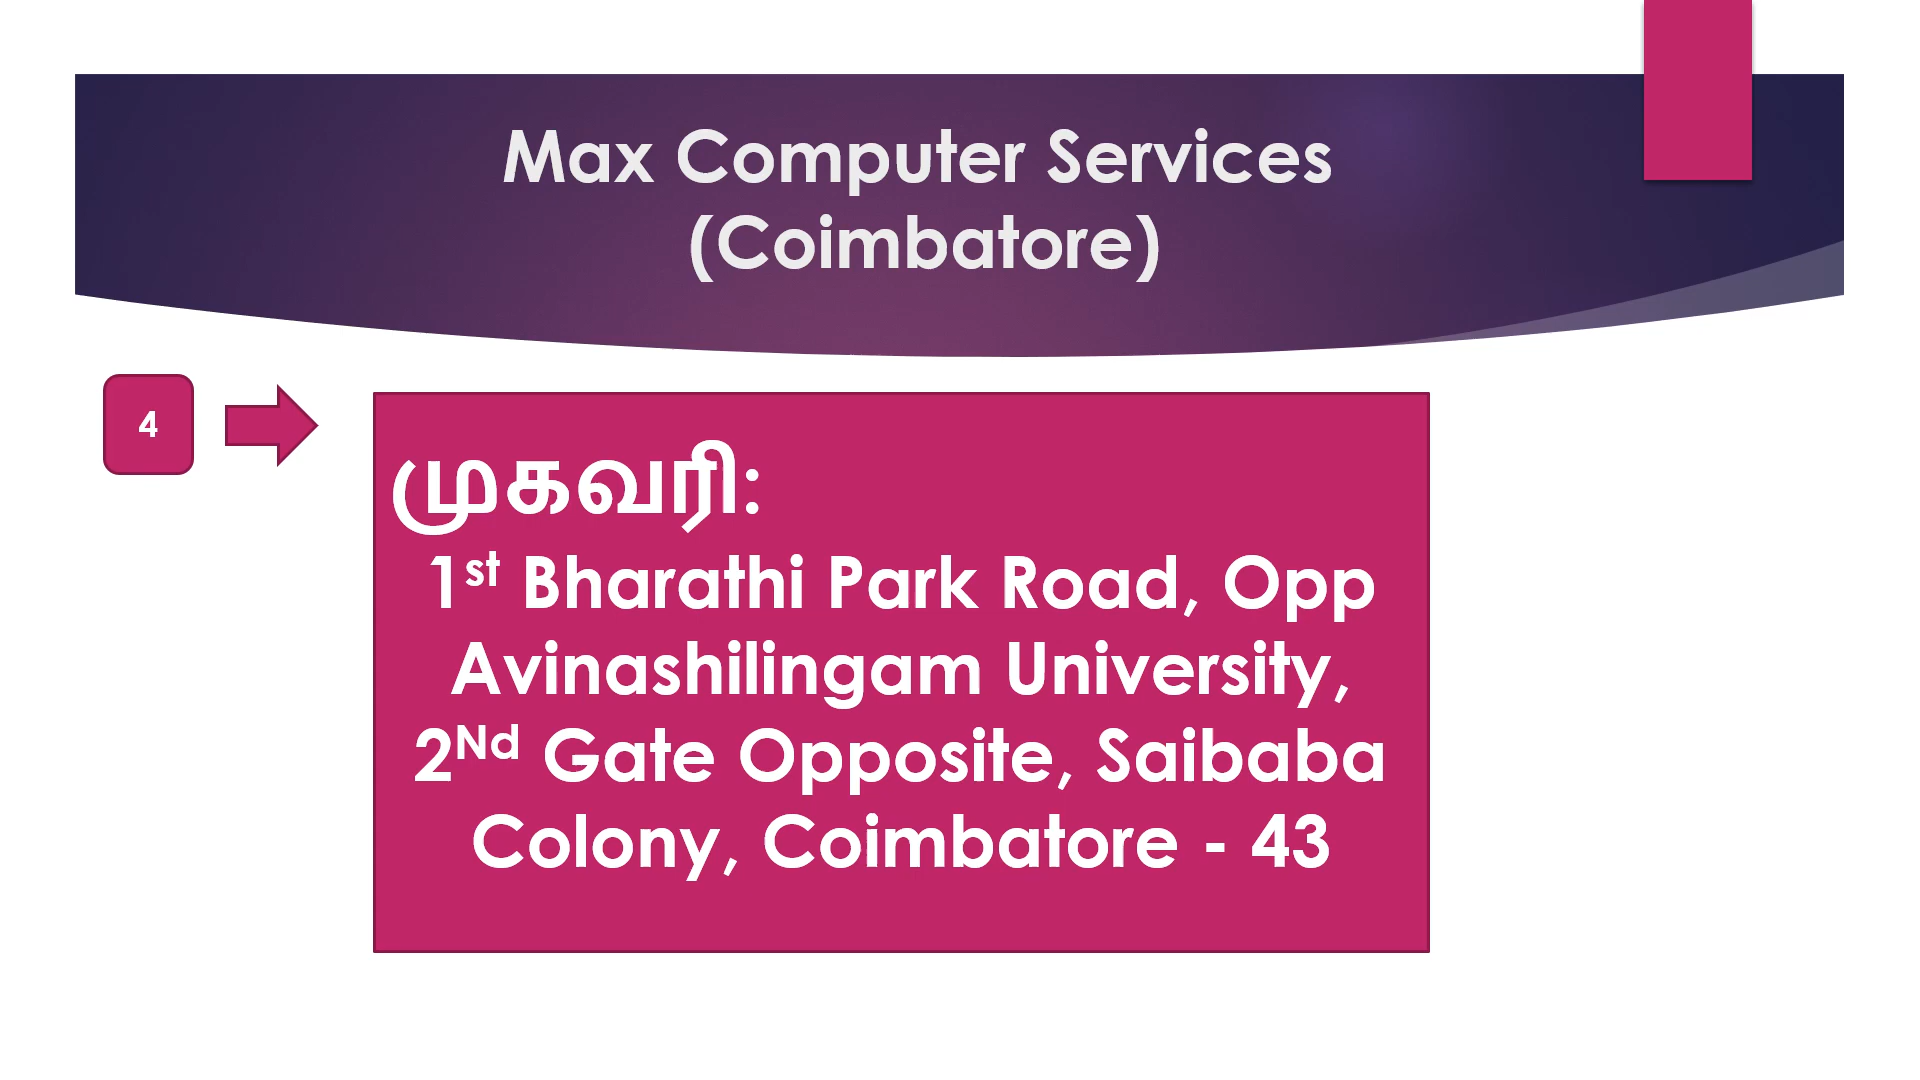 Max Computer Services
(Coimbatore)
4
முகவரி:
1st Bharathi Park Road, Opp
Avinashilingam University,
2Nd Gate Opposite, Saibaba
Colony, Coimbatore - 43